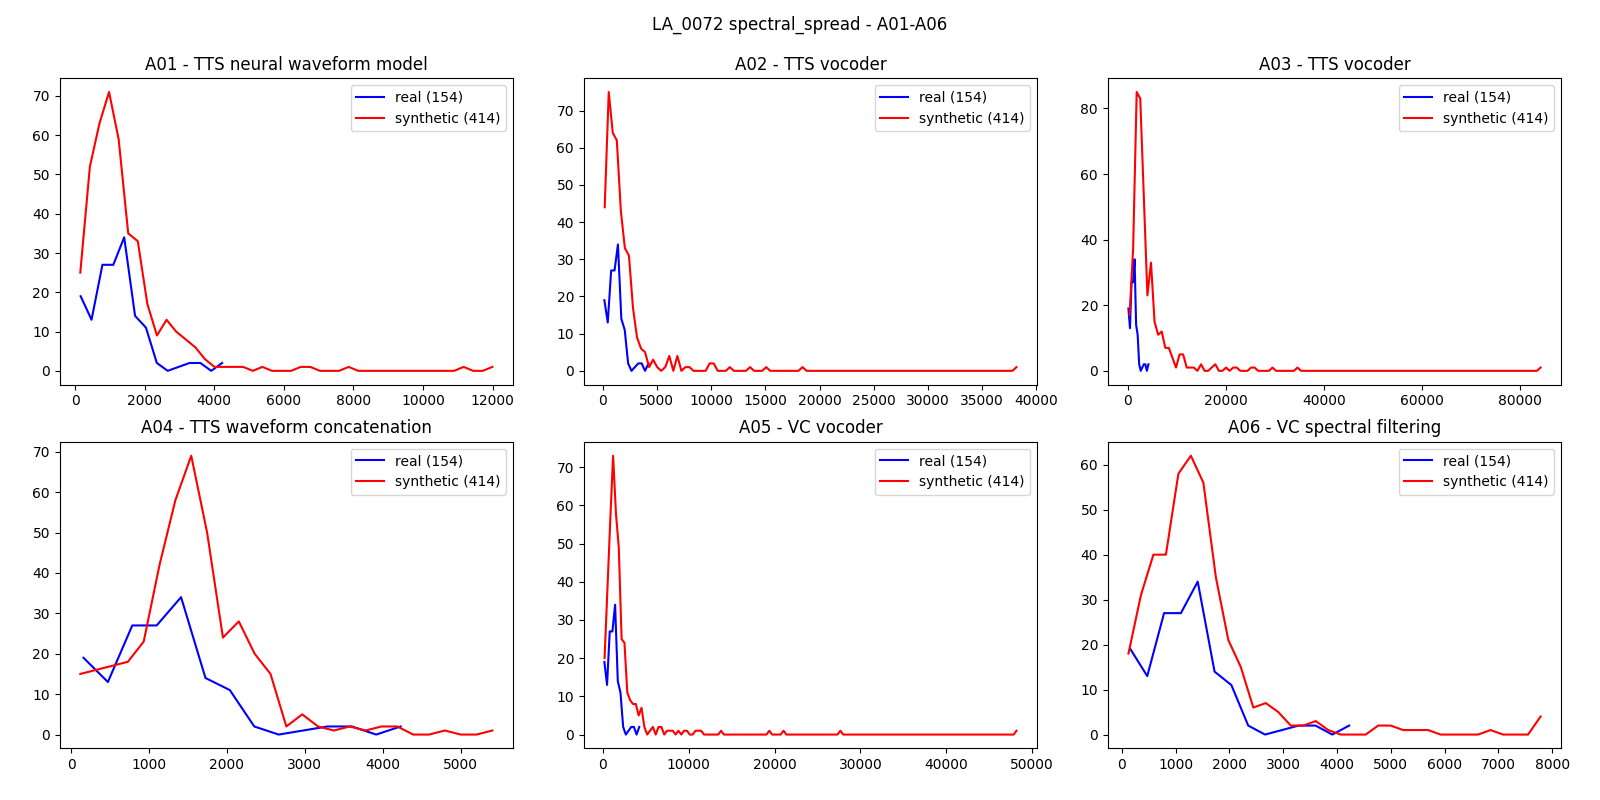 LA_0072 spectral_spread - A01-A06
A01 - TTS neural waveform model
real (154)
synthetic (414)
70
60
50
40
30
20
10
0
0 2000 4000 6000 8000 10000 12000
A02 - TTS vocoder
real (154)
synthetic (414)
70
60
50
40
30
20
10
0
0 5000 10000 15000 20000 25000 30000 35000 40000
A03 - TTS vocoder
real (154)
synthetic (414)
80
60
40
20
0
0 20000 40000 60000 80000
A04 - TTS waveform concatenation
real (154)
synthetic (414)
70
60
50
40
30
20
10
0
0 1000 2000 3000 4000 5000
A05 - VC vocoder
real (154)
synthetic (414)
70
60
50
40
30
20
10
0
0 10000 20000 30000 40000 50000
A06 - VC spectral filtering
real (154)
synthetic (414)
60
50
40
30
20
10
0
0 1000 2000 3000 4000 5000 6000 7000 8000